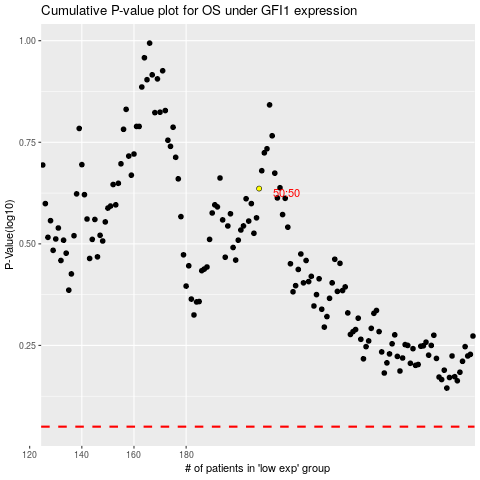 Cumulative P-value plot for OS under GFI1 expression
P-Value(log10)
1.00
0.75
0.50
0.25
50:50
120 140 160 180
# of patients in 'low exp' group